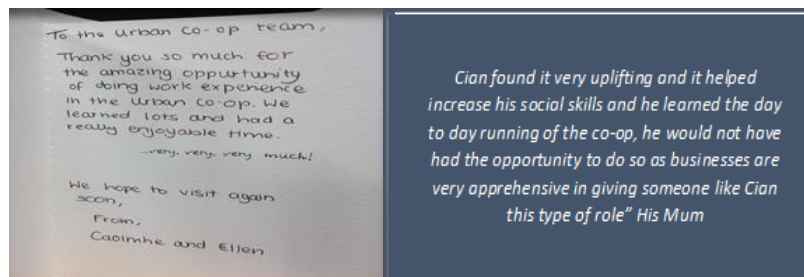 To the urban co-op team,
Thank you so much for
the amazing oppurtunity
of doing work experience
in the Urban co-op. We
learned lots and had a
really enjoyable time.
...very, very, very much!
We hope to visit again
soon,
From,
Caoimhe and Ellen
Cian found it very uplifting and it helped
increase his social skills and he learned the day
to day running of the co-op, he would not have
had the opportunity to do so as businesses are
very apprehensive in giving someone like Cian
this type of role” His Mum